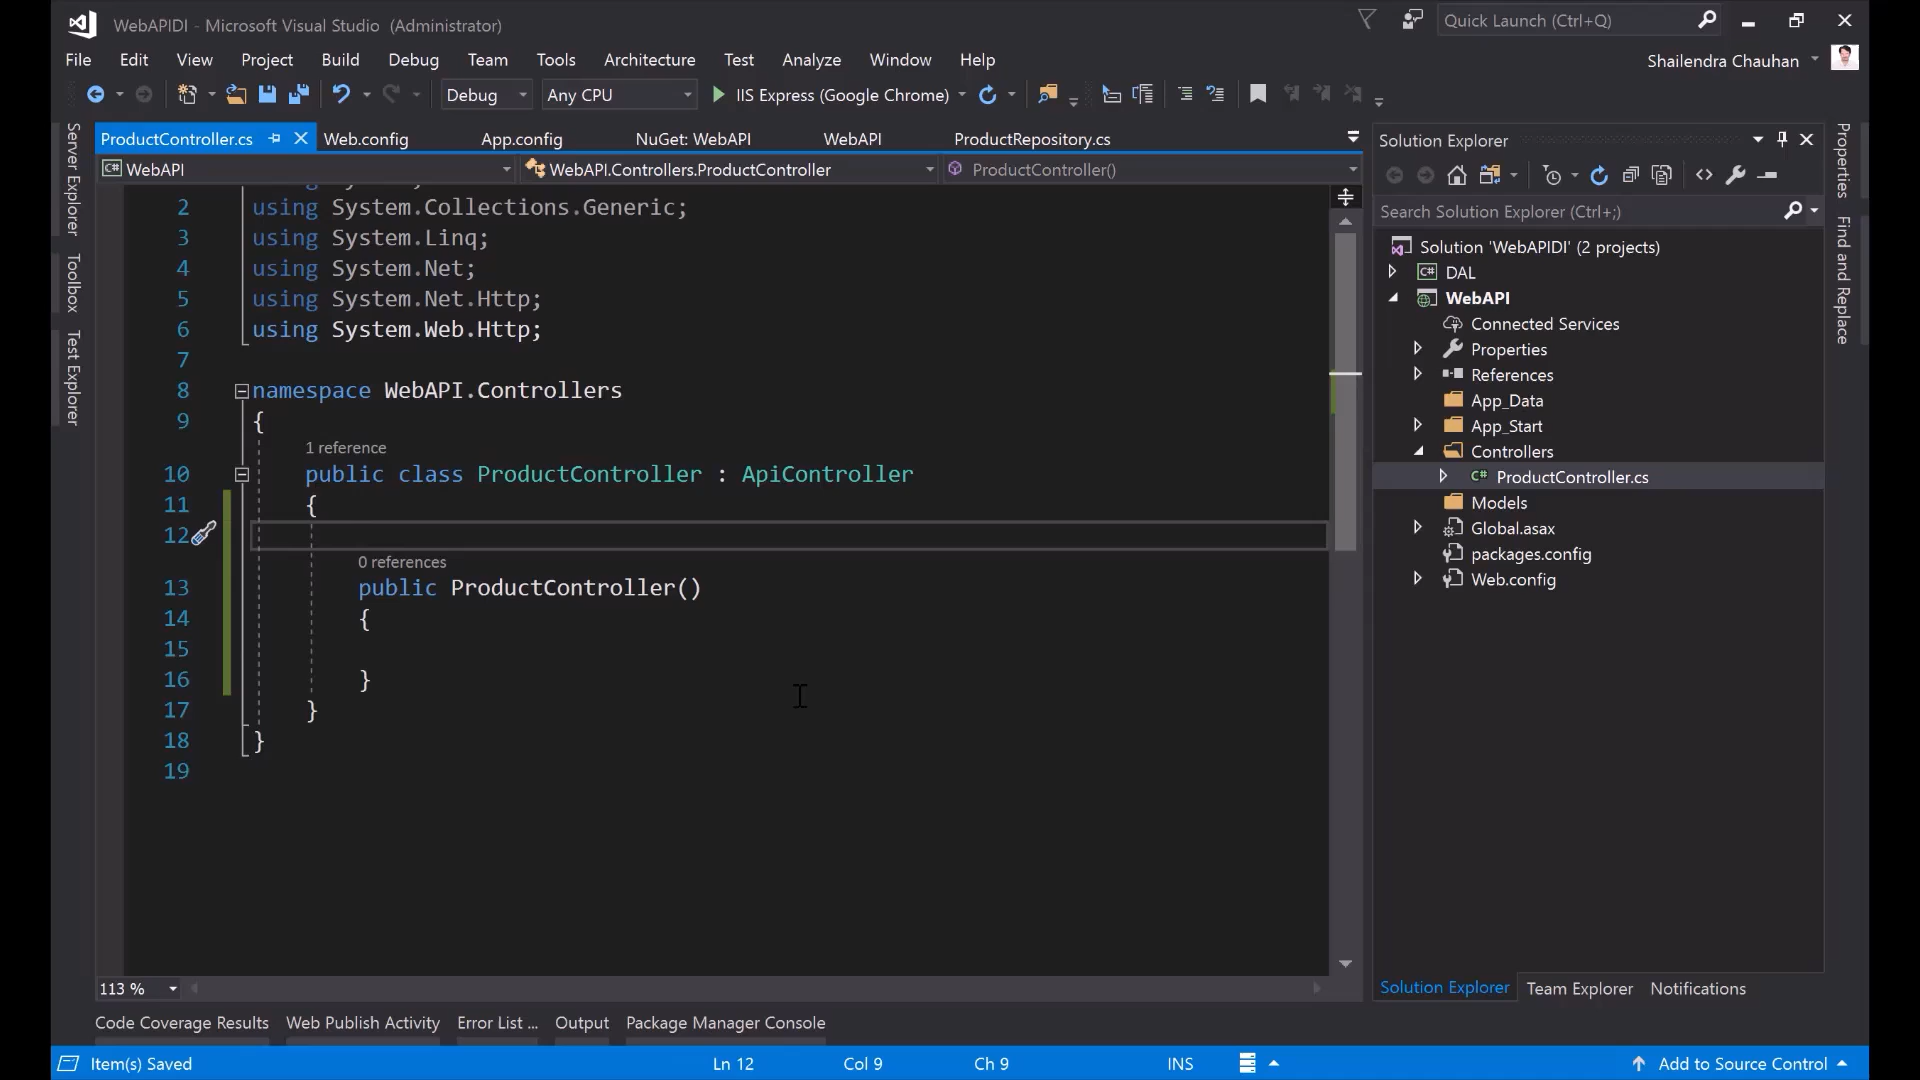 WebAPIDI - Microsoft Visual Studio (Administrator)
Quick Launch (Ctrl+Q)
File Edit View Project Build Debug Team Tools Architecture Test Analyze Window Help
Shailendra Chauhan
Debug Any CPU IIS Express (Google Chrome)
ProductController.cs Web.config App.config NuGet: WebAPI WebAPI ProductRepository.cs
C# WebAPI WebAPI.Controllers.ProductController ProductController()
Server Explorer
Toolbox
Test Explorer
2 using System.Collections.Generic;
3 using System.Linq;
4 using System.Net;
5 using System.Net.Http;
6 using System.Web.Http;
7
8 namespace WebAPI.Controllers
9 {
1 reference
10 public class ProductController : ApiController
11 {
12
0 references
13 public ProductController()
14 {
15
16 }
17 }
18 }
19
113 %
Solution Explorer
Search Solution Explorer (Ctrl+;)
Solution 'WebAPIDI' (2 projects)
C# DAL
WebAPI
Connected Services
Properties
References
App_Data
App_Start
Controllers
C# ProductController.cs
Models
Global.asax
packages.config
Web.config
Solution Explorer Team Explorer Notifications
Properties
Find and Replace
Code Coverage Results Web Publish Activity Error List ... Output Package Manager Console
Item(s) Saved Ln 12 Col 9 Ch 9 INS Add to Source Control